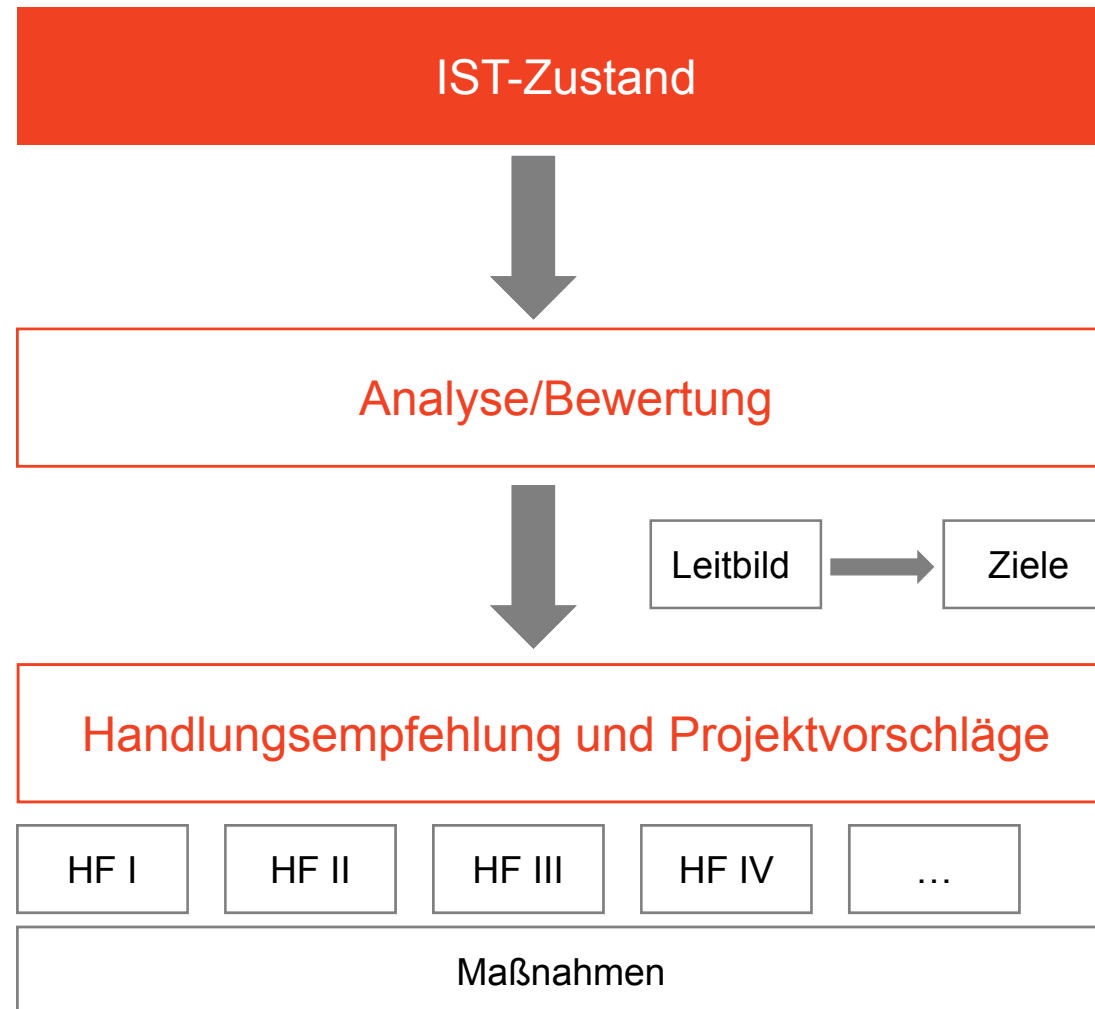 IST-Zustand
Analyse/Bewertung
Leitbild
Ziele
Handlungsempfehlung und Projektvorschläge
HF I
HF II
HF III
HF IV
…
Maßnahmen